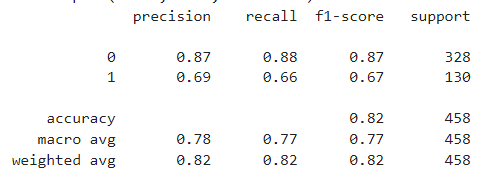 precision recall f1-score support
0 0.87 0.88 0.87 328
1 0.69 0.66 0.67 130
accuracy 0.82 458
macro avg 0.78 0.77 0.77 458
weighted avg 0.82 0.82 0.82 458